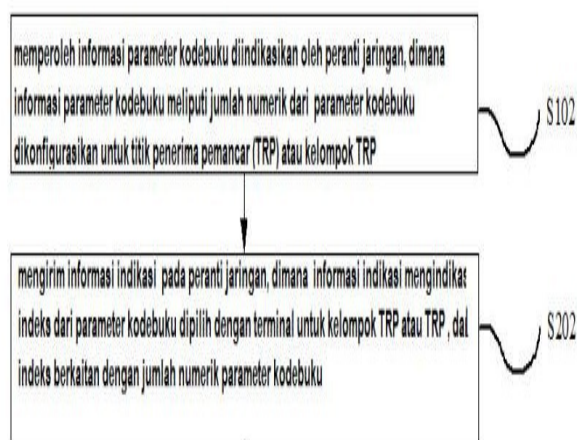 memperoleh informasi parameter kodebuku diindikasikan oleh peranti jaringan, dimana
informasi parameter kodebuku meliputi jumlah numerik dari parameter kodebuku
dikonfigurasikan untuk titik penerima pemancar (TRP) atau kelompok TRP
S102
mengirim informasi indikasi pada peranti jaringan, dimana informasi indikasi mengindikas
indeks dari parameter kodebuku dipilih dengan terminal untuk kelompok TRP atau TRP , dal
indeks berkaitan dengan jumlah numerik parameter kodebuku
S202